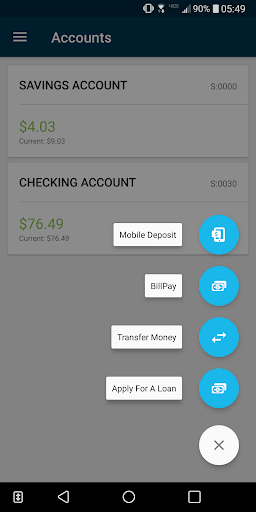 90% 05:49
Accounts
SAVINGS ACCOUNT S:0000
$4.03
Current: $9.03
CHECKING ACCOUNT S:0030
$76.49
Current: $76.49
Mobile Deposit
BillPay
Transfer Money
Apply For A Loan